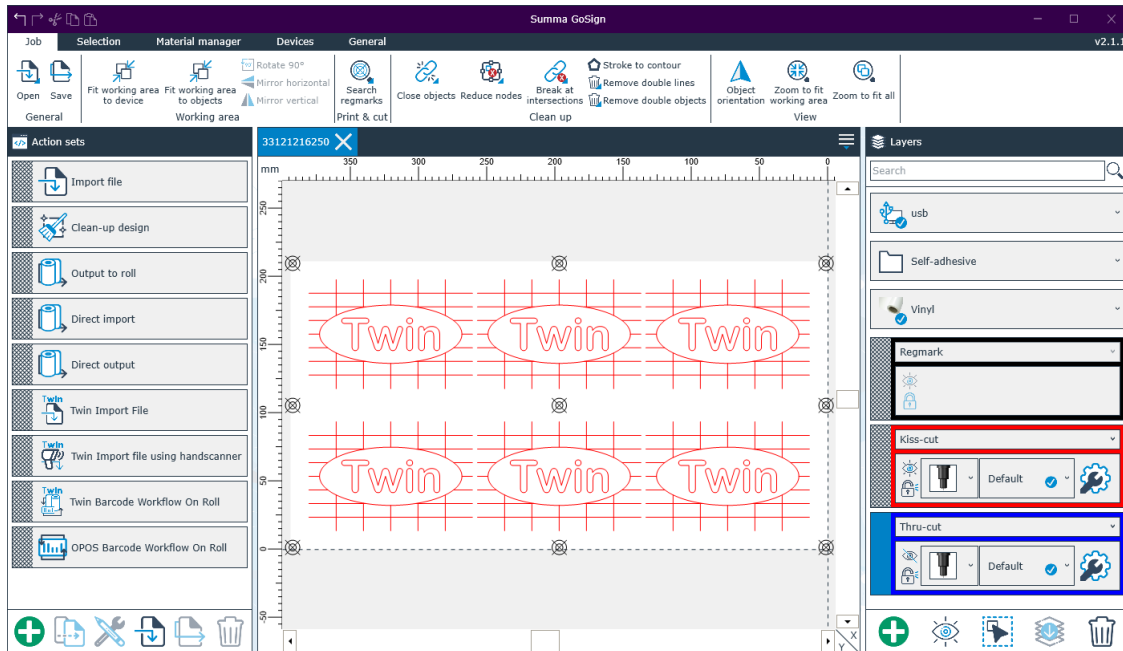 Summa GoSign
Job Selection Material manager Devices General v2.1.1
Open Save
General
Fit working area to device
Fit working area to objects
Rotate 90°
Mirror horizontal
Mirror vertical
Working area
Search regmarks
Print & cut
Close objects
Reduce nodes
Break at intersections
Stroke to contour
Remove double lines
Remove double objects
Clean up
Object orientation
Zoom to fit working area
Zoom to fit all
View
Action sets
Import file
Clean-up design
Output to roll
Direct import
Direct output
Twin
Twin Import File
Twin
Twin Import file using handscanner
Twin
Twin Barcode Workflow On Roll
OPOS Barcode Workflow On Roll
33121216250
mm
350 300 250 200 150 100 50 0
250
200
150
100
50
0
-50
Twin Twin Twin
Twin Twin Twin
X
Y
Layers
Search
usb
Self-adhesive
Vinyl
Regmark
Kiss-cut
Default
Thru-cut
Default